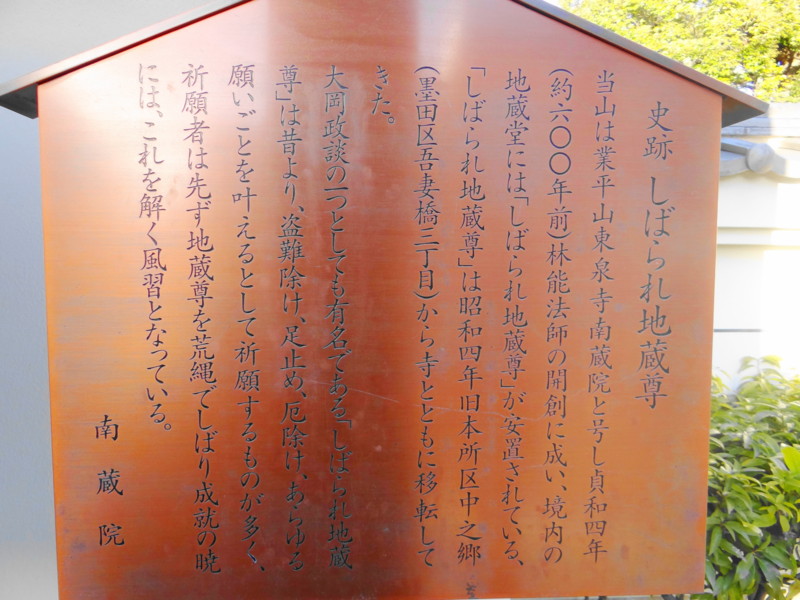 史跡 しばられ地蔵尊
当山は業平山東泉寺南蔵院と号し貞和四年
(約六〇〇年前)林能法師の開創に成い、境内の
地蔵堂には「しばられ地蔵尊」が安置されている、
「しばられ地蔵尊」は昭和四年旧本所区中之郷
(墨田区吾妻橋三丁目)から寺とともに移転して
きた。
大岡政談の一つとしても有名である「しばられ地蔵
尊」は昔より、盗難除け、足止め、厄除け、あらゆる
願いごとを叶えるとして祈願するものが多く、
祈願者は先ず地蔵尊を荒縄でしばり成就の暁
には、これを解く風習となっている。
南蔵院